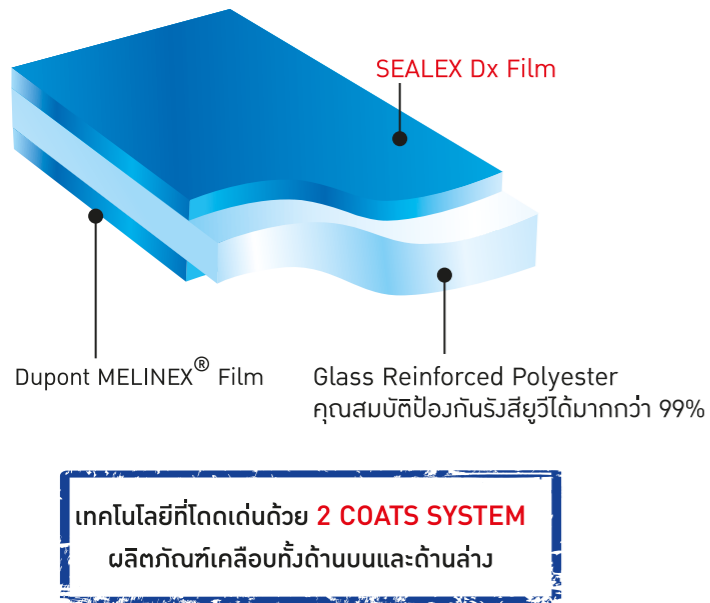 SEALEX Dx Film
Dupont MELINEX® Film
Glass Reinforced Polyester
คุณสมบัติป้องกันรังสียูวีได้มากกว่า 99%
เทคโนโลยีที่โดดเด่นด้วย 2 COATS SYSTEM
ผลิตภัณฑ์เคลือบทั้งด้านบนและด้านล่าง